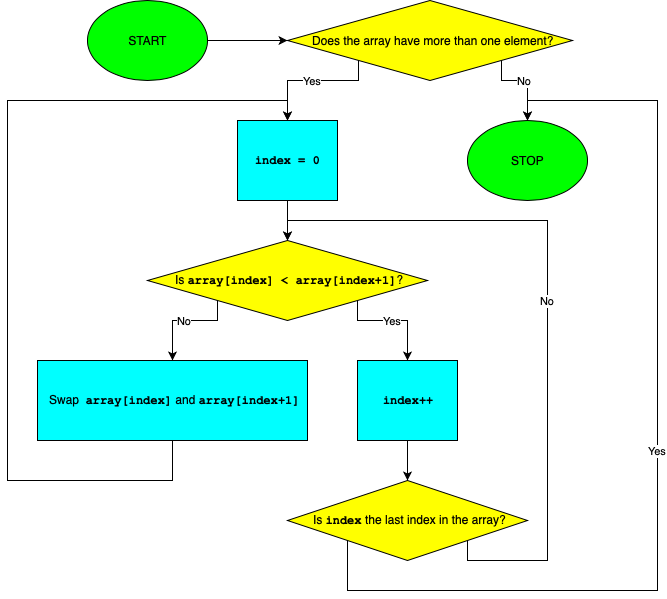 START
Does the array have more than one element?
Yes
No
index = 0
STOP
Is array[index] < array[index+1]?
No
No
Yes
Swap array[index] and array[index+1]
index++
Yes
Is index the last index in the array?